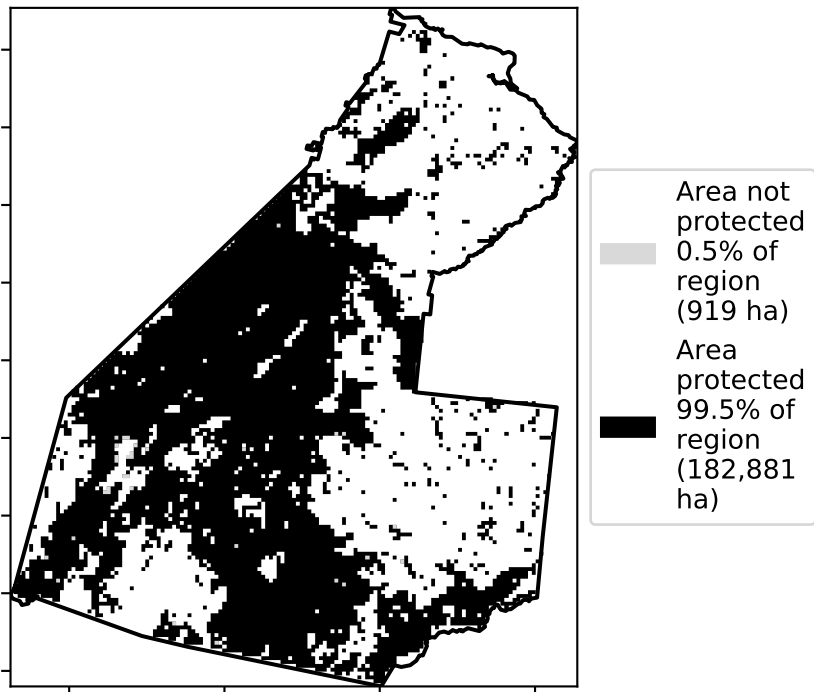 Area not
protected
0.5% of
region
(919 ha)
Area
protected
99.5% of
region
(182,881
ha)